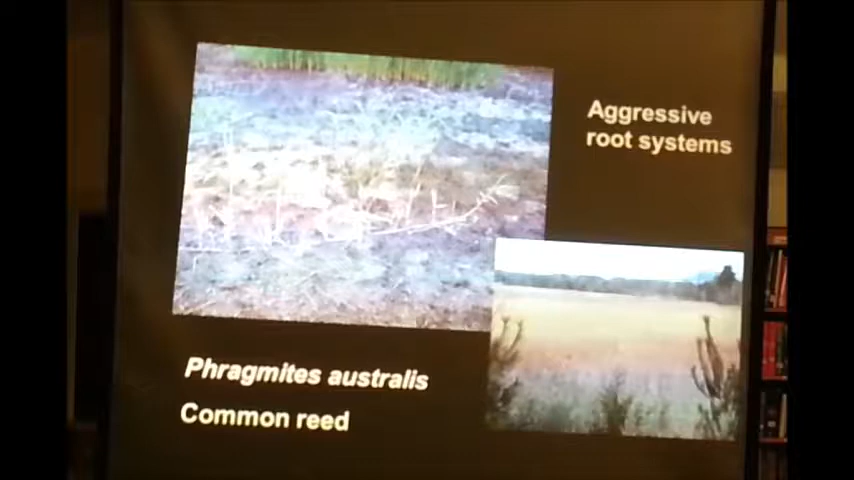 Aggressive
root systems
Phragmites australis
Common reed